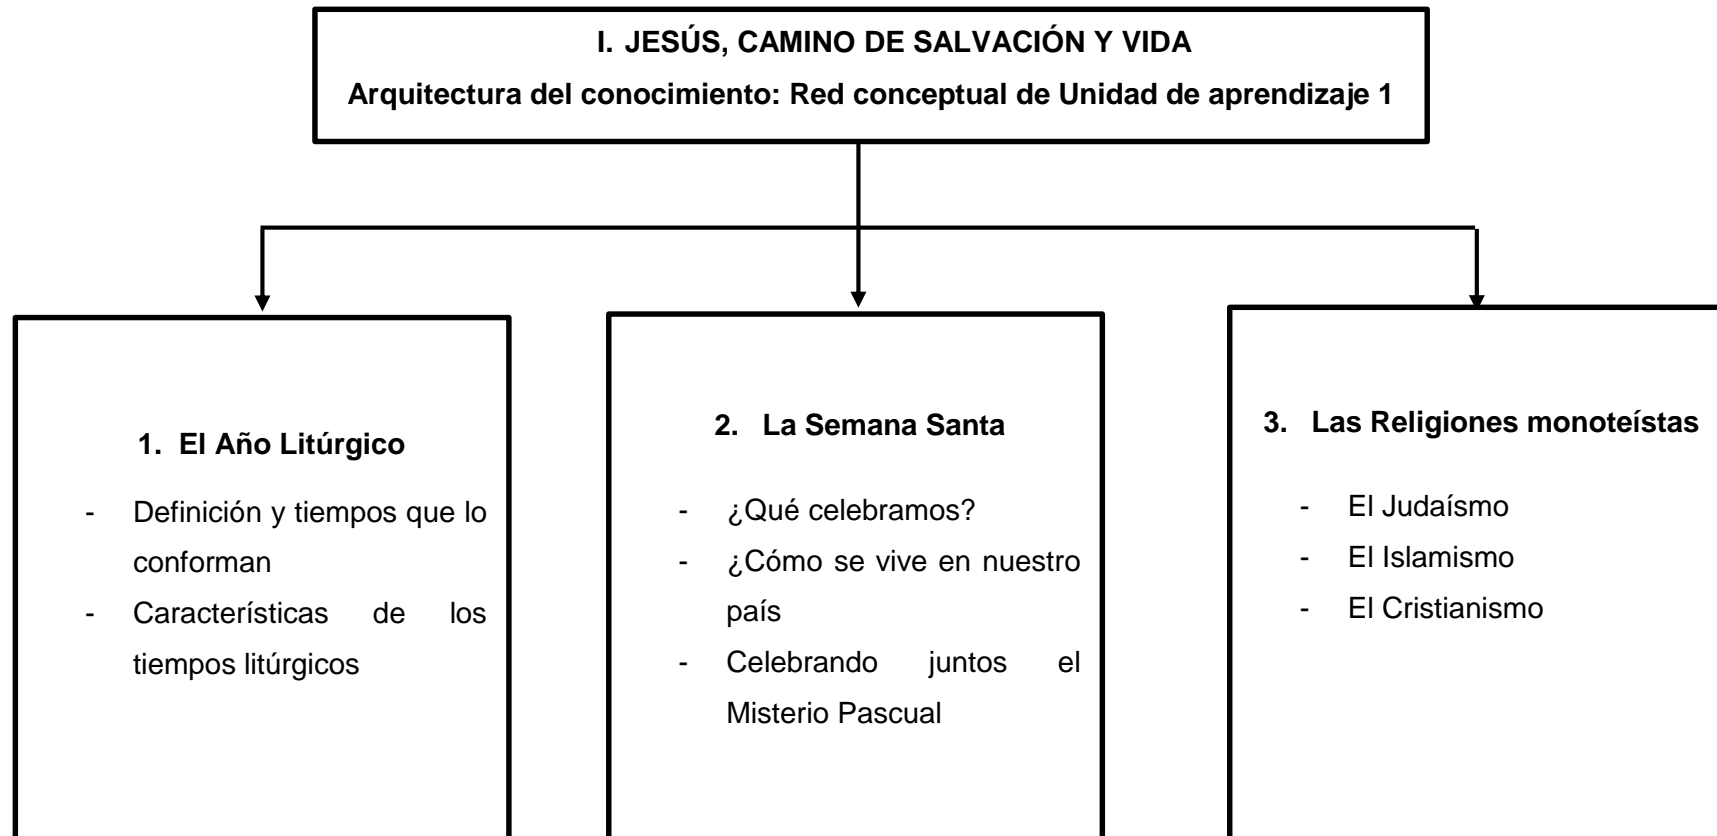 I. JESÚS, CAMINO DE SALVACIÓN Y VIDA
Arquitectura del conocimiento: Red conceptual de Unidad de aprendizaje 1
1. El Año Litúrgico
- Definición y tiempos que lo
conforman
- Características de los
tiempos litúrgicos
2. La Semana Santa
- ¿Qué celebramos?
- ¿Cómo se vive en nuestro
país
- Celebrando juntos el
Misterio Pascual
3. Las Religiones monoteístas
- El Judaísmo
- El Islamismo
- El Cristianismo